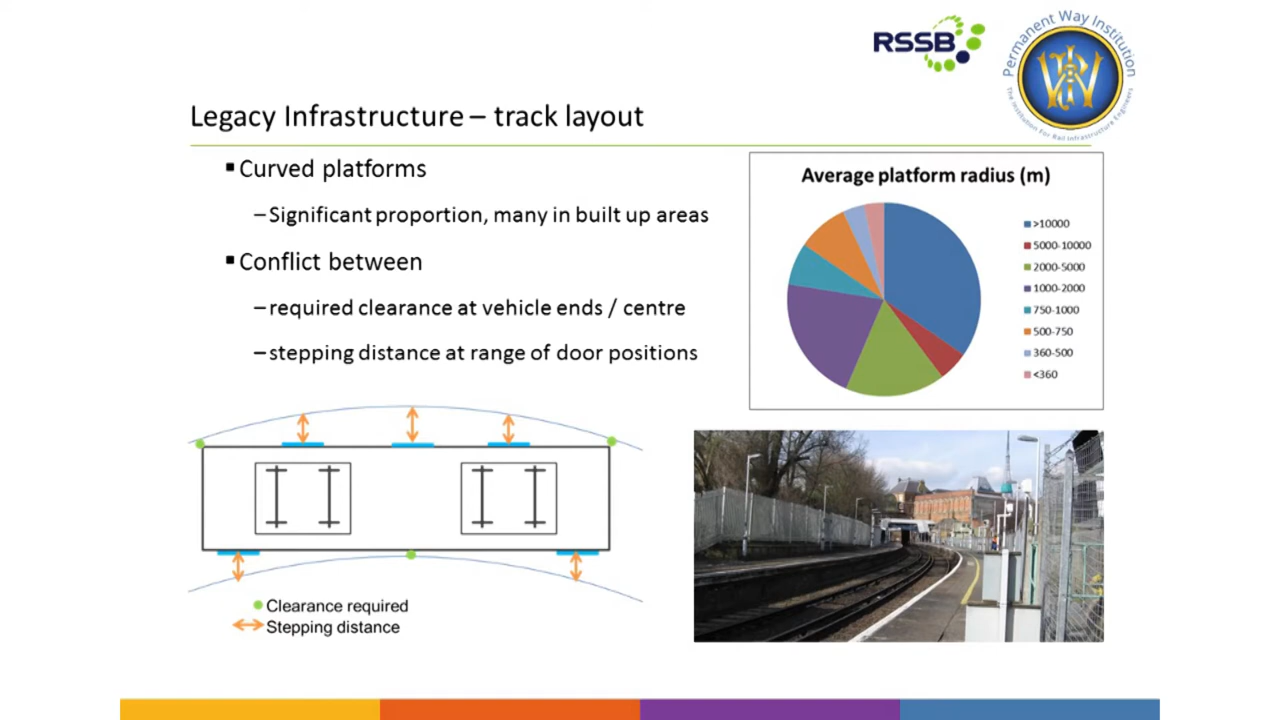 RSSB
Permanent Way Institution
The Institution For Rail Infrastructure Engineers
Legacy Infrastructure – track layout
▪Curved platforms
–Significant proportion, many in built up areas
▪Conflict between
–required clearance at vehicle ends / centre
–stepping distance at range of door positions
Average platform radius (m)
>10000
5000-10000
2000-5000
1000-2000
750-1000
500-750
360-500
<360
Clearance required
Stepping distance